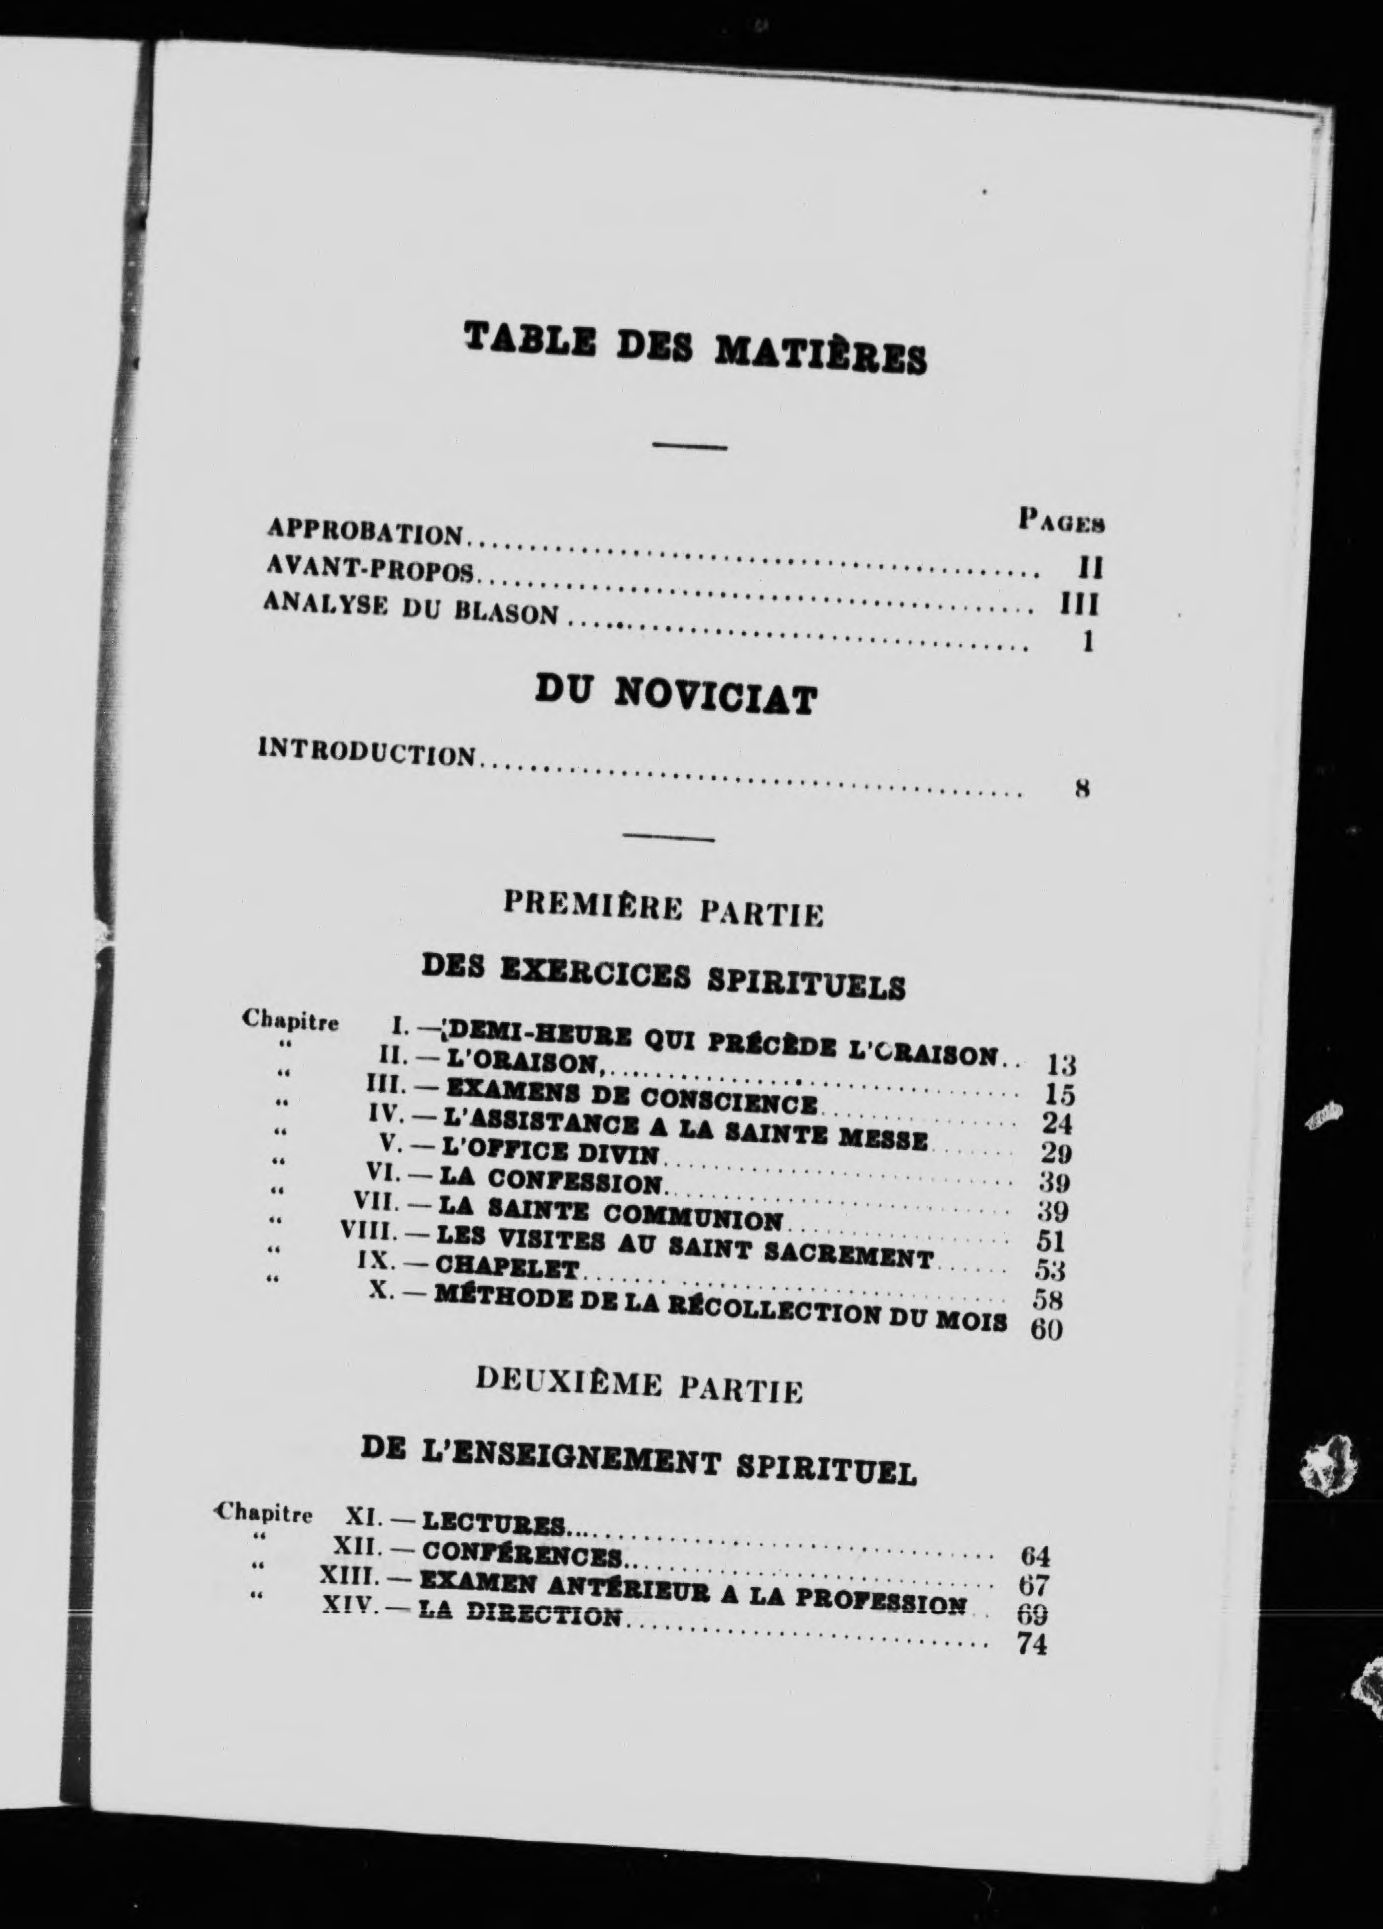 TABLE DES MATIÈRES
PAGES
APPROBATION........................................ II
AVANT-PROPOS........................................ III
ANALYSE DU BLASON ........................................ 1
DU NOVICIAT
INTRODUCTION........................................ 8
PREMIÈRE PARTIE
DES EXERCICES SPIRITUELS
Chapitre I. — DEMI-HEURE QUI PRÉCÈDE L'ORAISON.. 13
“ II. — L'ORAISON,........................................ 15
“ III. — EXAMENS DE CONSCIENCE.................... 24
“ IV. — L'ASSISTANCE A LA SAINTE MESSE....... 29
“ V. — L'OFFICE DIVIN.............................. 39
“ VI. — LA CONFESSION.............................. 39
“ VII. — LA SAINTE COMMUNION.................... 51
“ VIII. — LES VISITES AU SAINT SACREMENT...... 53
“ IX. — CHAPELET.............................. 58
“ X. — MÉTHODE DE LA RÉCOLLECTION DU MOIS 60
DEUXIÈME PARTIE
DE L'ENSEIGNEMENT SPIRITUEL
Chapitre XI. — LECTURES.............................. 64
“ XII. — CONFÉRENCES.............................. 67
“ XIII. — EXAMEN ANTÉRIEUR A LA PROFESSION.. 69
“ XIV. — LA DIRECTION.............................. 74